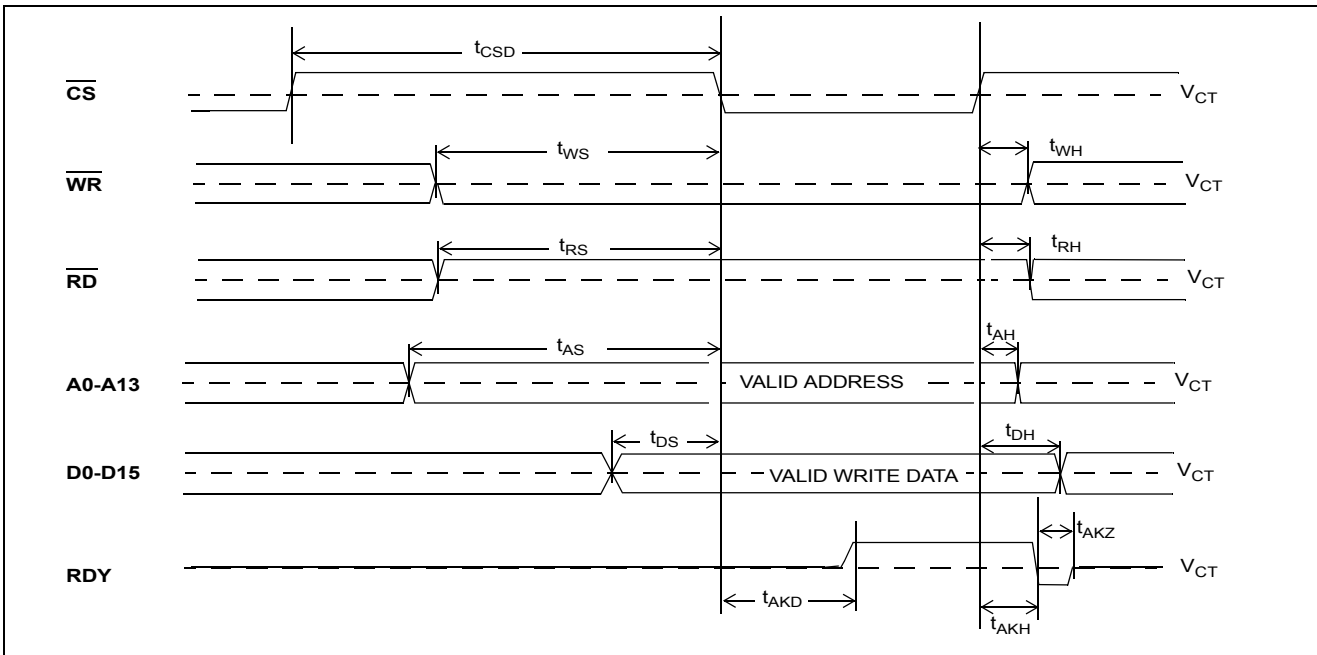 tCSD
CS
VCT
tWS
tWH
WR
VCT
tRS
tRH
RD
VCT
tAS
tAH
A0-A13
VALID ADDRESS
VCT
tDS
tDH
D0-D15
VALID WRITE DATA
VCT
tAKZ
RDY
VCT
tAKD
tAKH